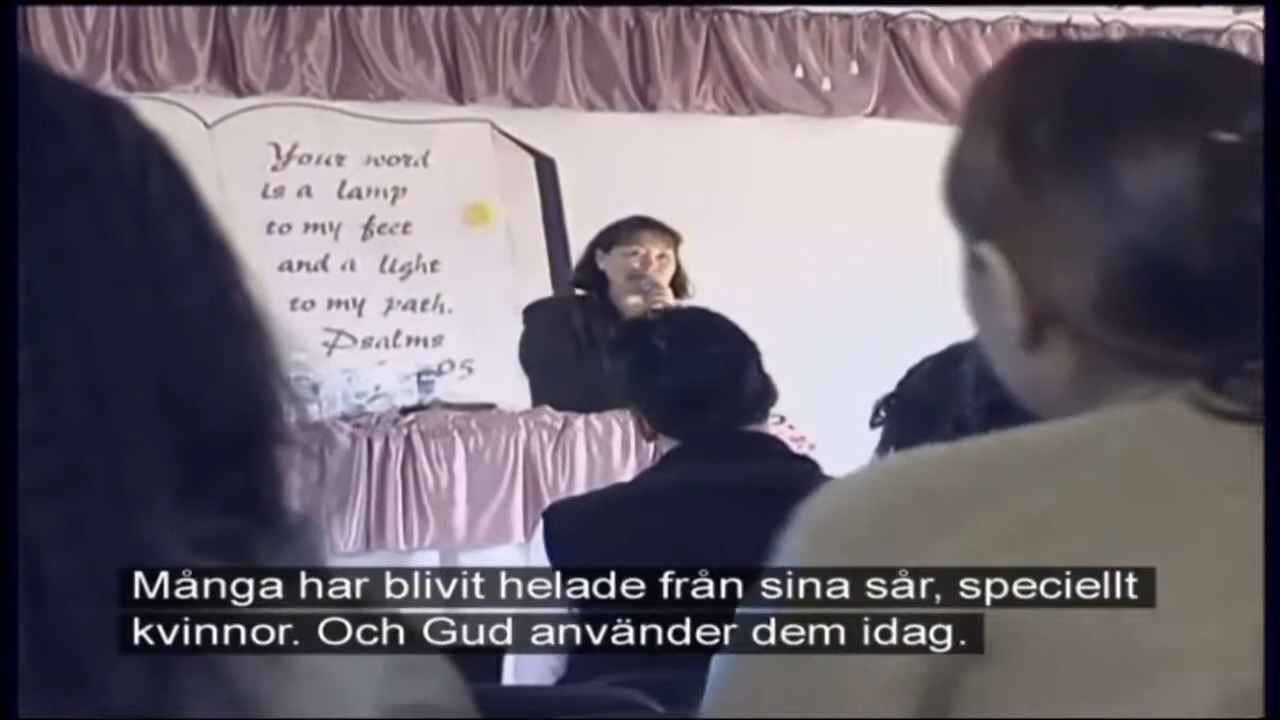 Your word
is a lamp
to my feet
and a light
to my path.
Psalms
05
Många har blivit helade från sina sår, speciellt
kvinnor. Och Gud använder dem idag.